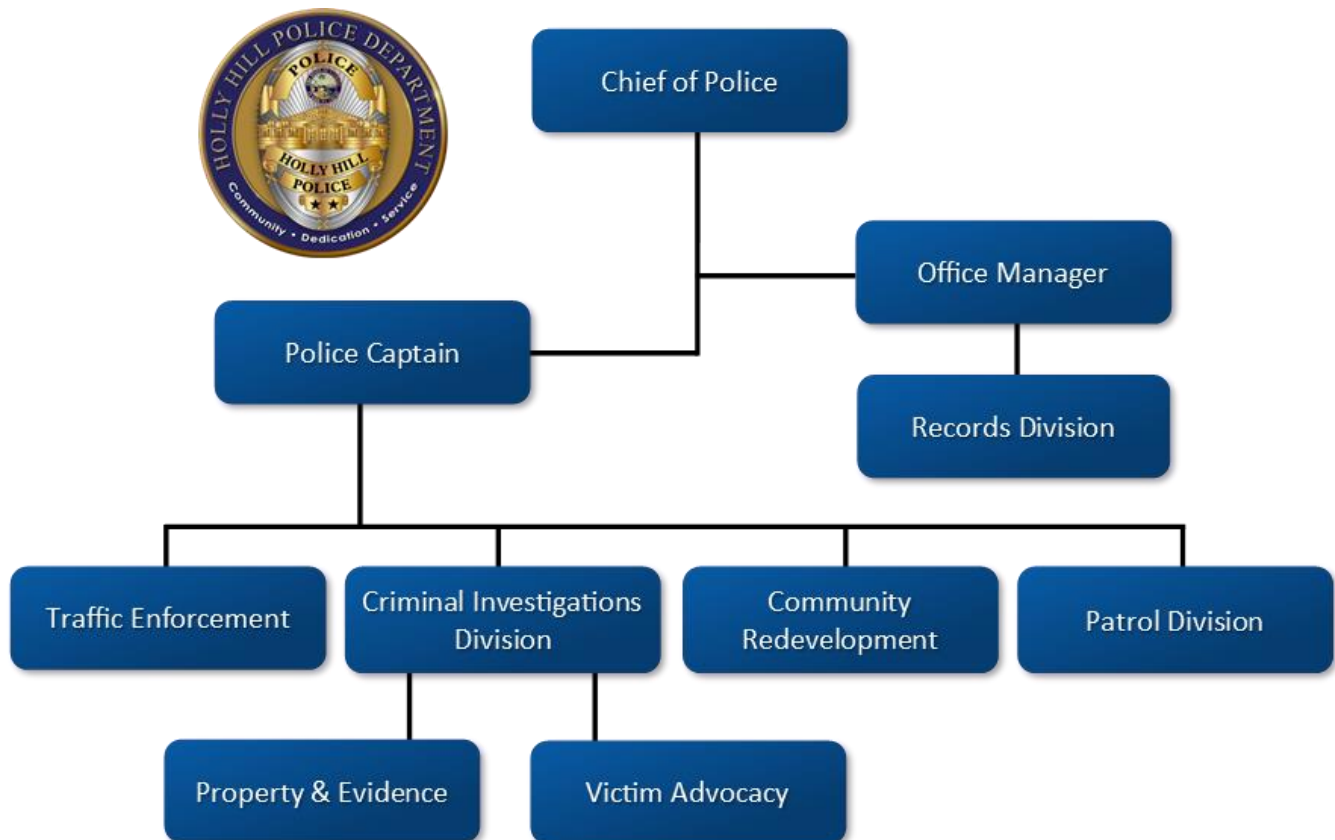 HOLLY HILL POLICE DEPARTMENT
POLICE
HOLLY HILL
POLICE
Community • Dedication • Service
Chief of Police
Office Manager
Police Captain
Records Division
Traffic Enforcement
Criminal Investigations
Division
Community
Redevelopment
Patrol Division
Property & Evidence
Victim Advocacy